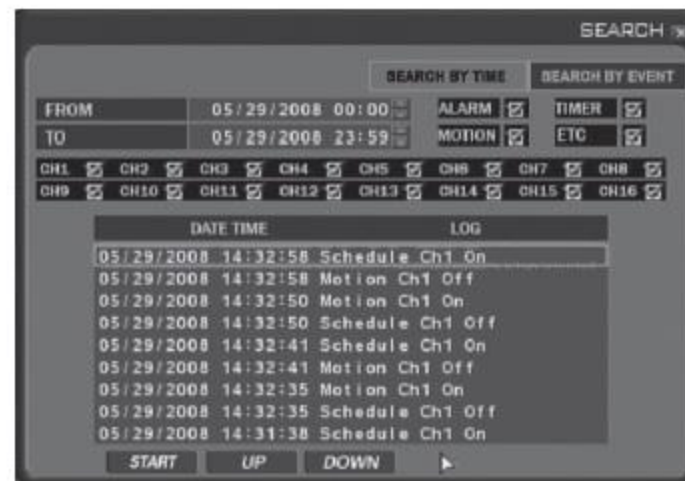 SEARCH
SEARCH BY TIME SEARCH BY EVENT
FROM 05/29/2008 00:00 ALARM TIMER
TO 05/29/2008 23:59 MOTION ETC
CH1 CH2 CH3 CH4 CH5 CH6 CH7 CH8
CH9 CH10 CH11 CH12 CH13 CH14 CH15 CH16
DATE TIME LOG
05/29/2008 14:32:58 Schedule Ch1 On
05/29/2008 14:32:58 Motion Ch1 Off
05/29/2008 14:32:50 Motion Ch1 On
05/29/2008 14:32:50 Schedule Ch1 Off
05/29/2008 14:32:41 Schedule Ch1 On
05/29/2008 14:32:41 Motion Ch1 Off
05/29/2008 14:32:35 Motion Ch1 On
05/29/2008 14:32:35 Schedule Ch1 Off
05/29/2008 14:31:38 Schedule Ch1 On
START UP DOWN